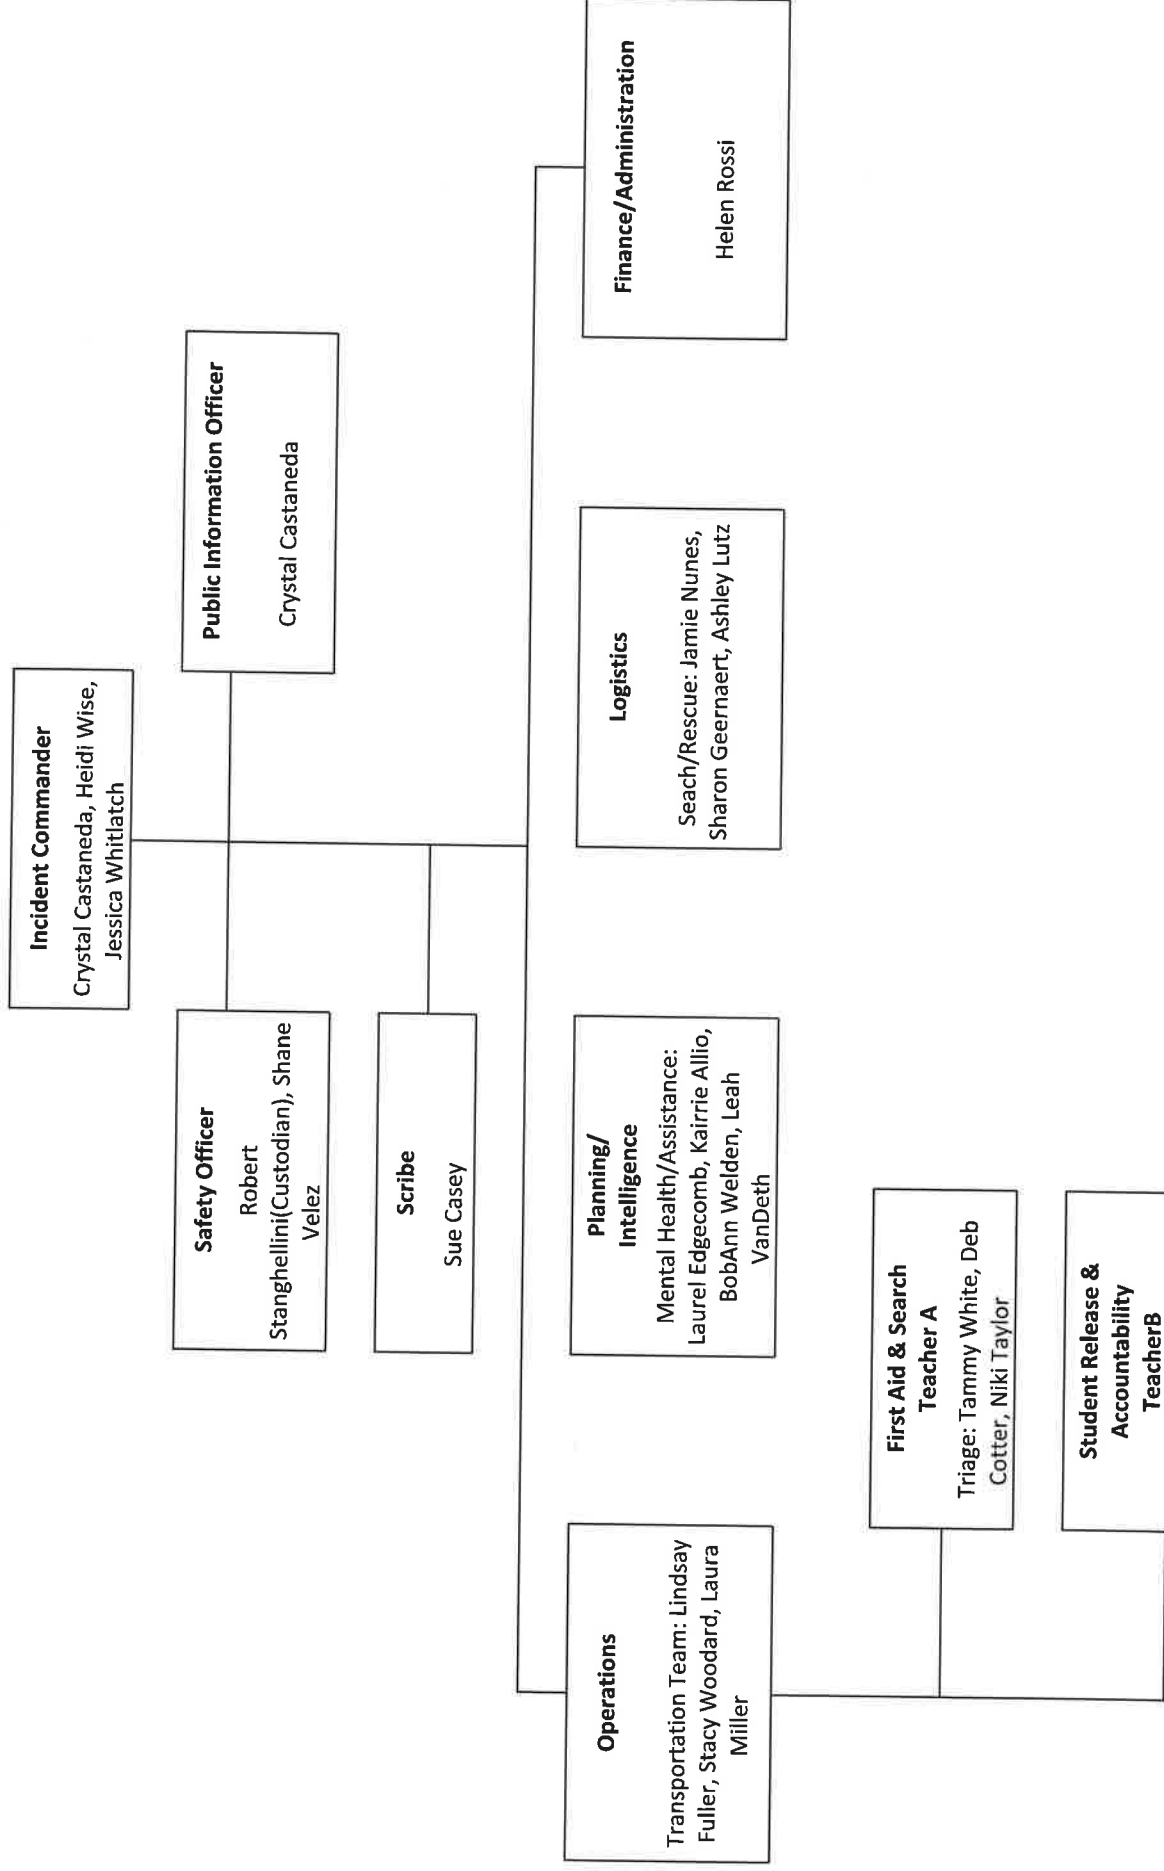 Incident Commander
Crystal Castaneda, Heidi Wise,
Jessica Whitlatch
Safety Officer
Robert
Stanghellini(Custodian), Shane
Velez
Public Information Officer
Crystal Castaneda
Scribe
Sue Casey
Operations
Transportation Team: Lindsay
Fuller, Stacy Woodard, Laura
Miller
Planning/
Intelligence
Mental Health/Assistance:
Laurel Edgecomb, Kairrie Allio,
BobAnn Welden, Leah
VanDeth
Logistics
Seach/Rescue: Jamie Nunes,
Sharon Geernaert, Ashley Lutz
Finance/Administration
Helen Rossi
First Aid & Search
Teacher A
Triage: Tammy White, Deb
Cotter, Niki Taylor
Student Release &
Accountability
TeacherB